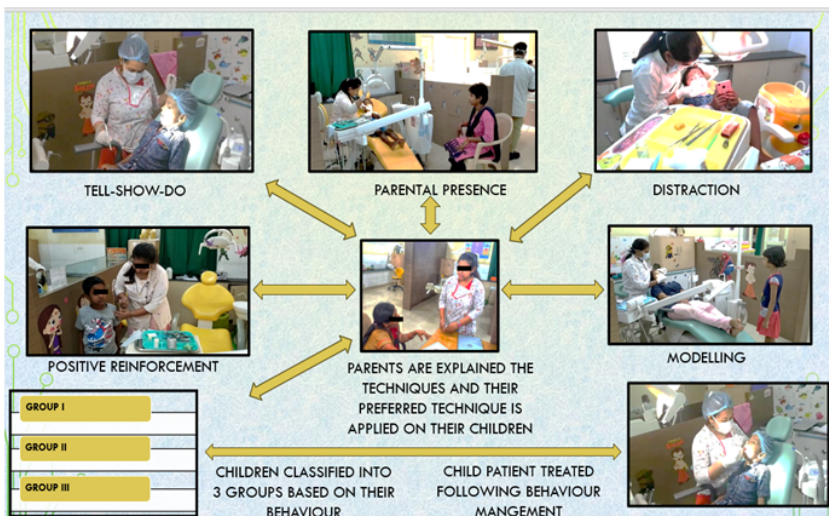 TELL-SHOW-DO
PARENTAL PRESENCE
DISTRACTION
POSITIVE REINFORCEMENT
MODELLING
PARENTS ARE EXPLAINED THE
TECHNIQUES AND THEIR
PREFERRED TECHNIQUE IS
APPLIED ON THEIR CHILDREN
GROUP I
GROUP II
GROUP III
CHILDREN CLASSIFIED INTO
3 GROUPS BASED ON THEIR
BEHAVIOUR
CHILD PATIENT TREATED
FOLLOWING BEHAVIOUR
MANGEMENT